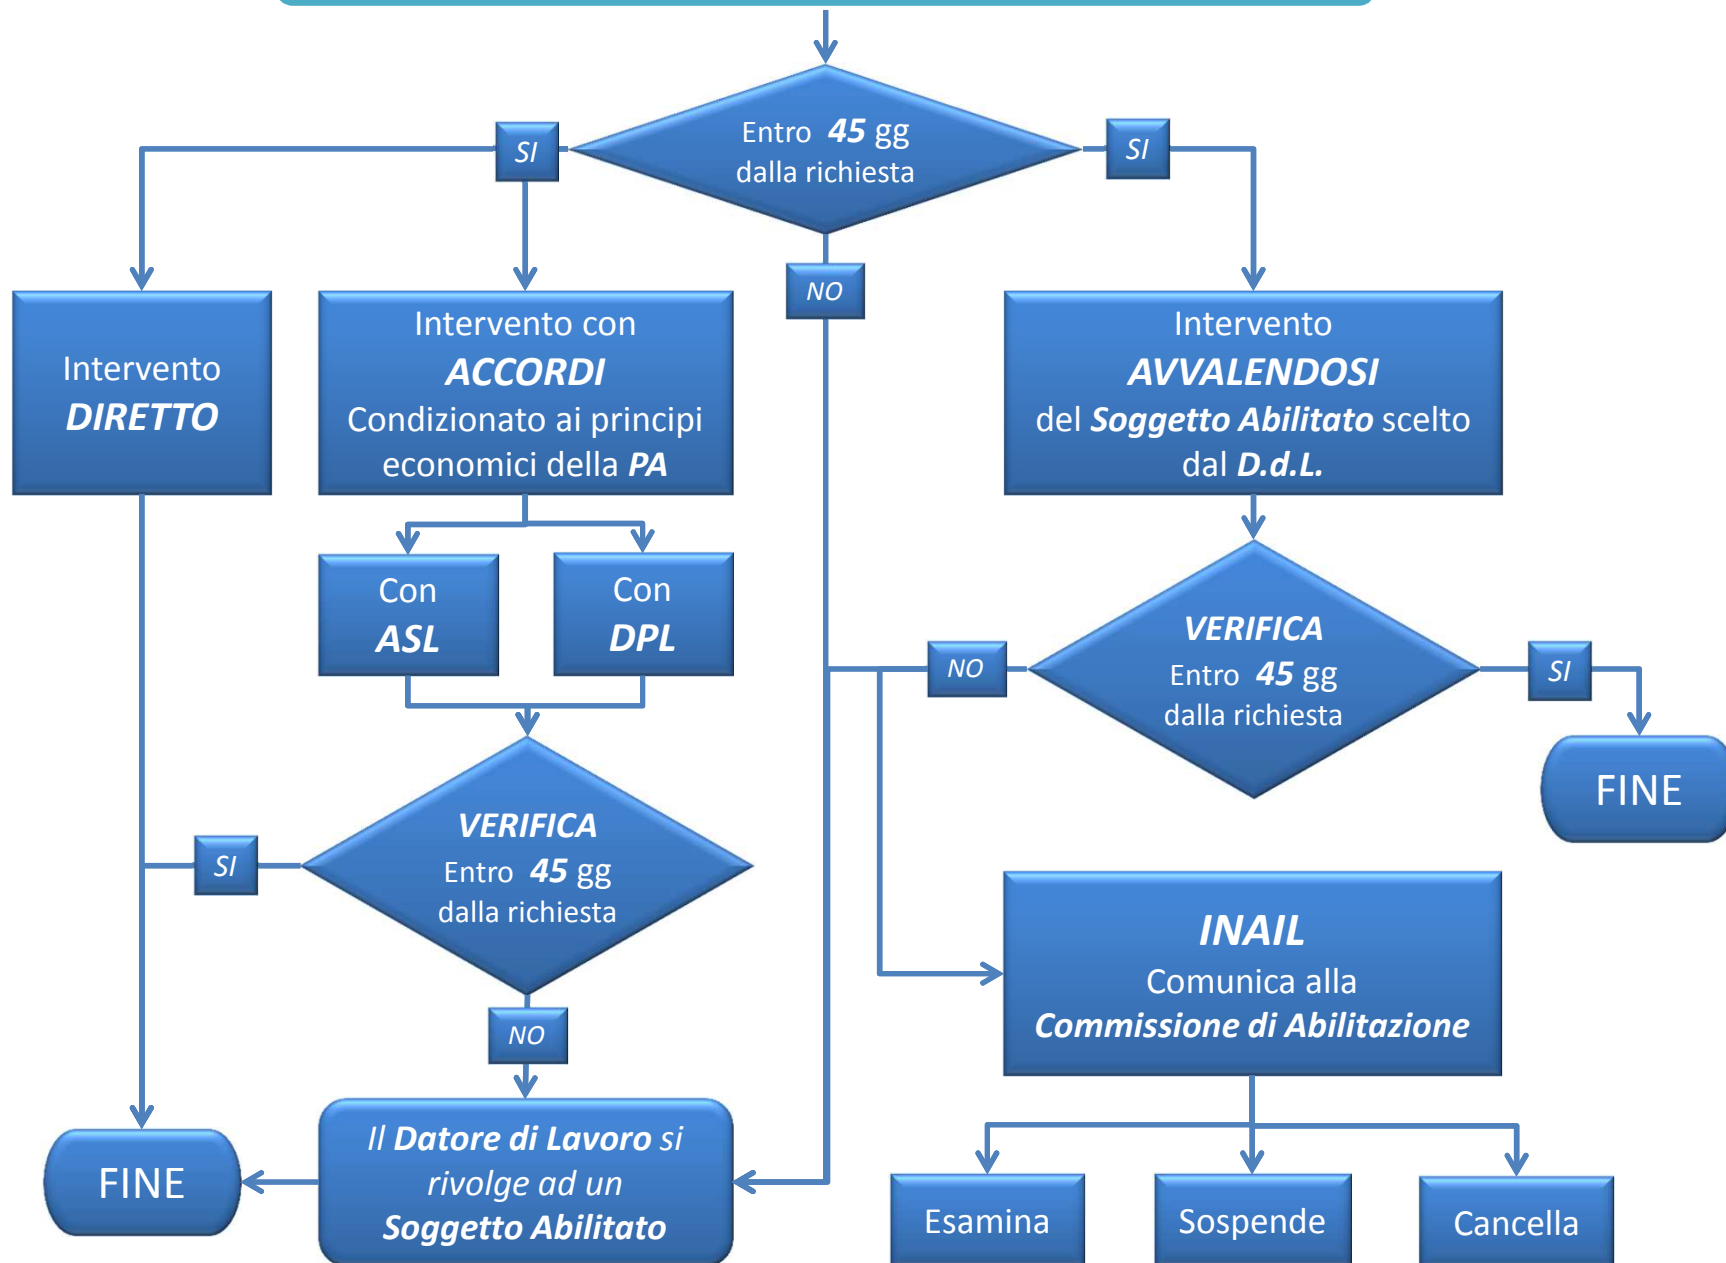 Entro 45 gg
dalla richiesta
SI
SI
NO
Intervento
DIRETTO
Intervento con
ACCORDI
Condizionato ai principi
economici della PA
Intervento
AVVALENDOSI
del Soggetto Abilitato scelto
dal D.d.L.
Con
ASL
Con
DPL
VERIFICA
Entro 45 gg
dalla richiesta
NO
SI
FINE
VERIFICA
Entro 45 gg
dalla richiesta
SI
NO
INAIL
Comunica alla
Commissione di Abilitazione
FINE
Il Datore di Lavoro si
rivolge ad un
Soggetto Abilitato
Esamina
Sospende
Cancella